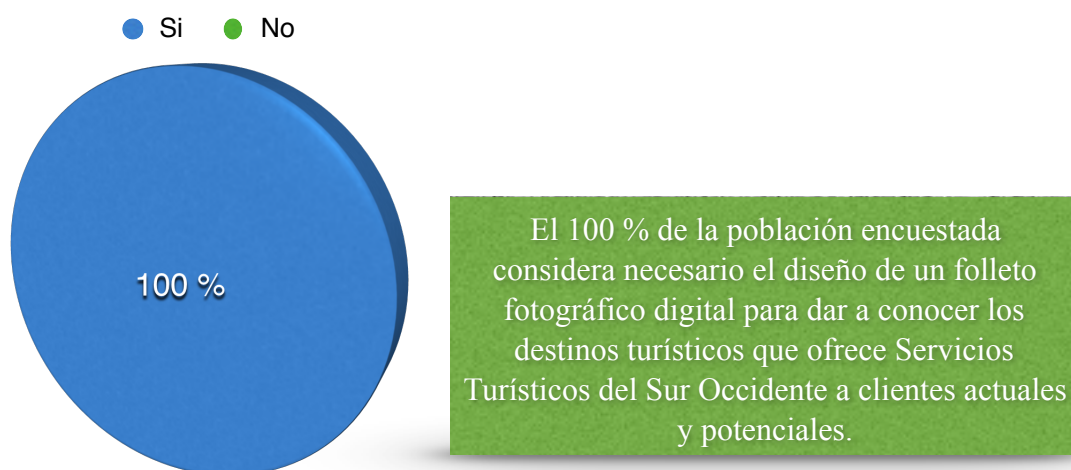 Si No
100 %
El 100 % de la población encuestada
considera necesario el diseño de un folleto
fotográfico digital para dar a conocer los
destinos turísticos que ofrece Servicios
Turísticos del Sur Occidente a clientes actuales
y potenciales.